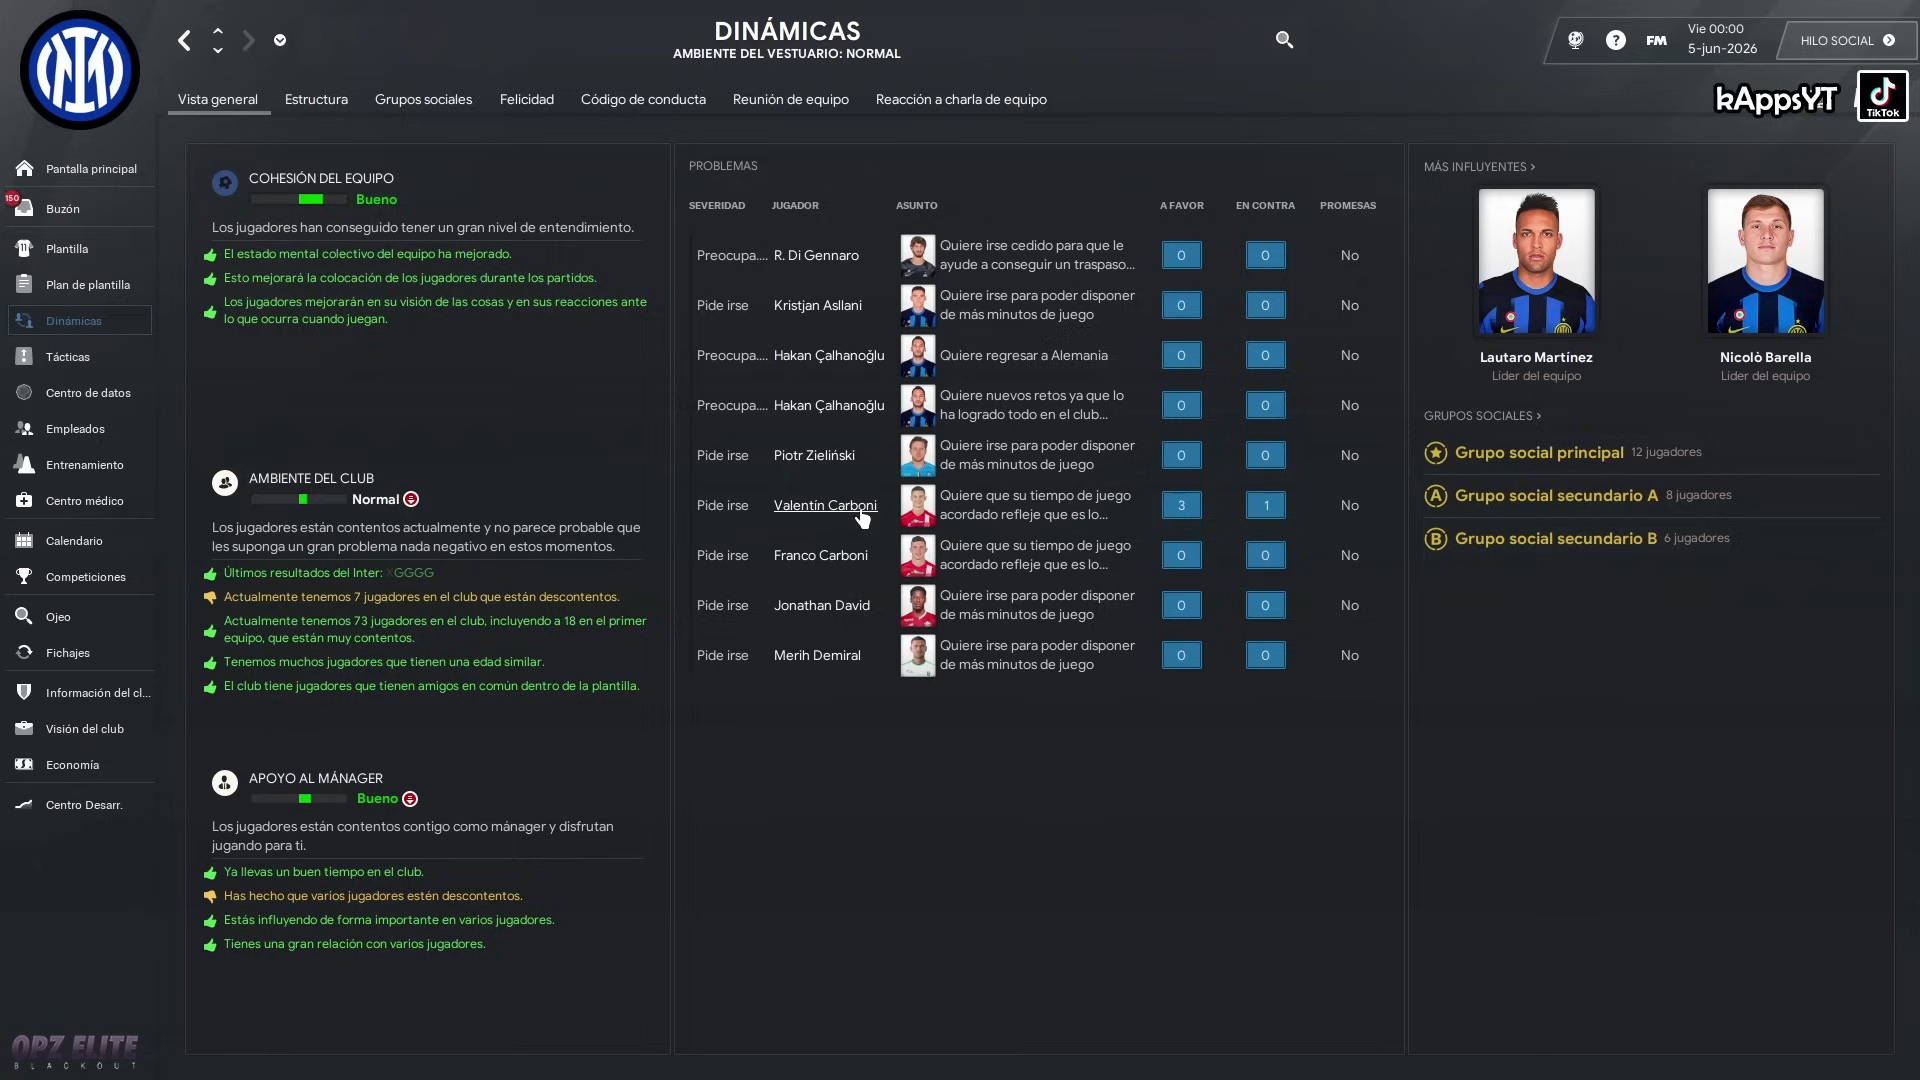 DINÁMICAS
AMBIENTE DEL VESTUARIO: NORMAL
FM
Vie 00:00
5-jun-2026
HILO SOCIAL
kAppsYT
TikTok
Vista general
Estructura
Grupos sociales
Felicidad
Código de conducta
Reunión de equipo
Reacción a charla de equipo
Pantalla principal
150
Buzón
Plantilla
Plan de plantilla
Dinámicas
Tácticas
Centro de datos
Empleados
Entrenamiento
Centro médico
Calendario
Competiciones
Ojeo
Fichajes
Información del cl...
Visión del club
Economía
Centro Desarr.
OPZ ELITE
BLACKOUT
COHESIÓN DEL EQUIPO
Bueno
Los jugadores han conseguido tener un gran nivel de entendimiento.
El estado mental colectivo del equipo ha mejorado.
Esto mejorará la colocación de los jugadores durante los partidos.
Los jugadores mejorarán en su visión de las cosas y en sus reacciones ante
lo que ocurra cuando juegan.
AMBIENTE DEL CLUB
Normal
Los jugadores están contentos actualmente y no parece probable que
les suponga un gran problema nada negativo en estos momentos.
Últimos resultados del Inter: XGGGG
Actualmente tenemos 7 jugadores en el club que están descontentos.
Actualmente tenemos 73 jugadores en el club, incluyendo a 18 en el primer
equipo, que están muy contentos.
Tenemos muchos jugadores que tienen una edad similar.
El club tiene jugadores que tienen amigos en común dentro de la plantilla.
APOYO AL MÁNAGER
Bueno
Los jugadores están contentos contigo como mánager y disfrutan
jugando para ti.
Ya llevas un buen tiempo en el club.
Has hecho que varios jugadores estén descontentos.
Estás influyendo de forma importante en varios jugadores.
Tienes una gran relación con varios jugadores.
PROBLEMAS
SEVERIDAD JUGADOR ASUNTO A FAVOR EN CONTRA PROMESAS
Preocupa.... R. Di Gennaro Quiere irse cedido para que le
ayude a conseguir un traspaso... 0 0 No
Pide irse Kristjan Asllani Quiere irse para poder disponer
de más minutos de juego 0 0 No
Preocupa.... Hakan Çalhanoğlu Quiere regresar a Alemania 0 0 No
Preocupa.... Hakan Çalhanoğlu Quiere nuevos retos ya que lo
ha logrado todo en el club... 0 0 No
Pide irse Piotr Zieliński Quiere irse para poder disponer
de más minutos de juego 0 0 No
Pide irse Valentín Carboni Quiere que su tiempo de juego
acordado refleje que es lo... 3 1 No
Pide irse Franco Carboni Quiere que su tiempo de juego
acordado refleje que es lo... 0 0 No
Pide irse Jonathan David Quiere irse para poder disponer
de más minutos de juego 0 0 No
Pide irse Merih Demiral Quiere irse para poder disponer
de más minutos de juego 0 0 No
MÁS INFLUYENTES >
Lautaro Martínez
Líder del equipo
Nicolò Barella
Líder del equipo
GRUPOS SOCIALES >
Grupo social principal 12 jugadores
A Grupo social secundario A 8 jugadores
B Grupo social secundario B 6 jugadores